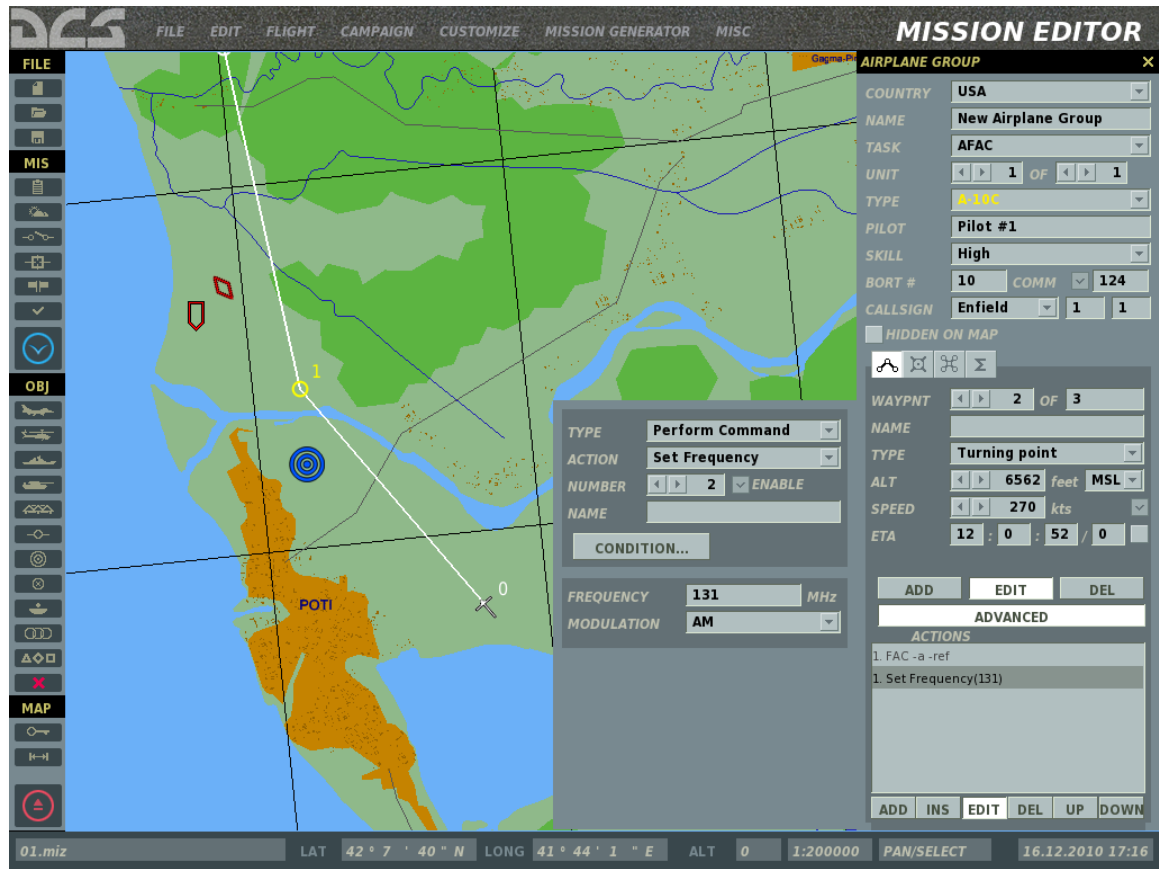 DCS FILE EDIT FLIGHT CAMPAIGN CUSTOMIZE MISSION GENERATOR MISC MISSION EDITOR
FILE
MIS
OBJ
MAP
POTI
1
0
TYPE Perform Command
ACTION Set Frequency
NUMBER 2 ENABLE
NAME
CONDITION...
FREQUENCY 131 MHz
MODULATION AM
AIRPLANE GROUP X
COUNTRY USA
NAME New Airplane Group
TASK AFAC
UNIT 1 OF 1
TYPE A-10C
PILOT Pilot #1
SKILL High
BORT # 10 COMM 124
CALLSIGN Enfield 1 1
HIDDEN ON MAP
Σ
WAYPNT 2 OF 3
NAME
TYPE Turning point
ALT 6562 feet MSL
SPEED 270 kts
ETA 12 : 0 : 52 / 0
ADD EDIT DEL
ADVANCED
ACTIONS
1. FAC -a -ref
1. Set Frequency(131)
ADD INS EDIT DEL UP DOWN
01.miz LAT 42 ° 7 ' 40 " N LONG 41 ° 44 ' 1 " E ALT 0 1:200000 PAN/SELECT 16.12.2010 17:16